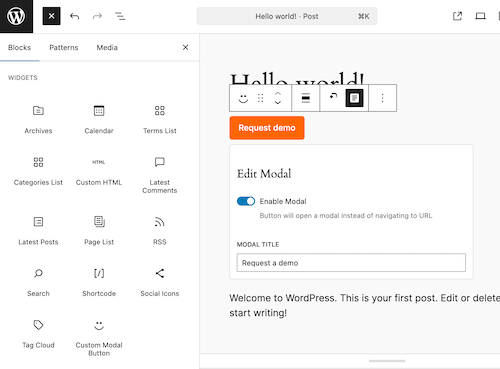 Hello world! · Post
⌘K
Blocks
Patterns
Media
WIDGETS
Archives
Calendar
Terms List
Categories List
HTML
Custom HTML
Latest
Comments
Latest Posts
Page List
RSS
Search
[/]
Shortcode
Social Icons
Tag Cloud
Custom Modal
Button
Hello world!
Request demo
Edit Modal
Enable Modal
Button will open a modal instead of navigating to URL
MODAL TITLE
Request a demo
Welcome to WordPress. This is your first post. Edit or delete
start writing!